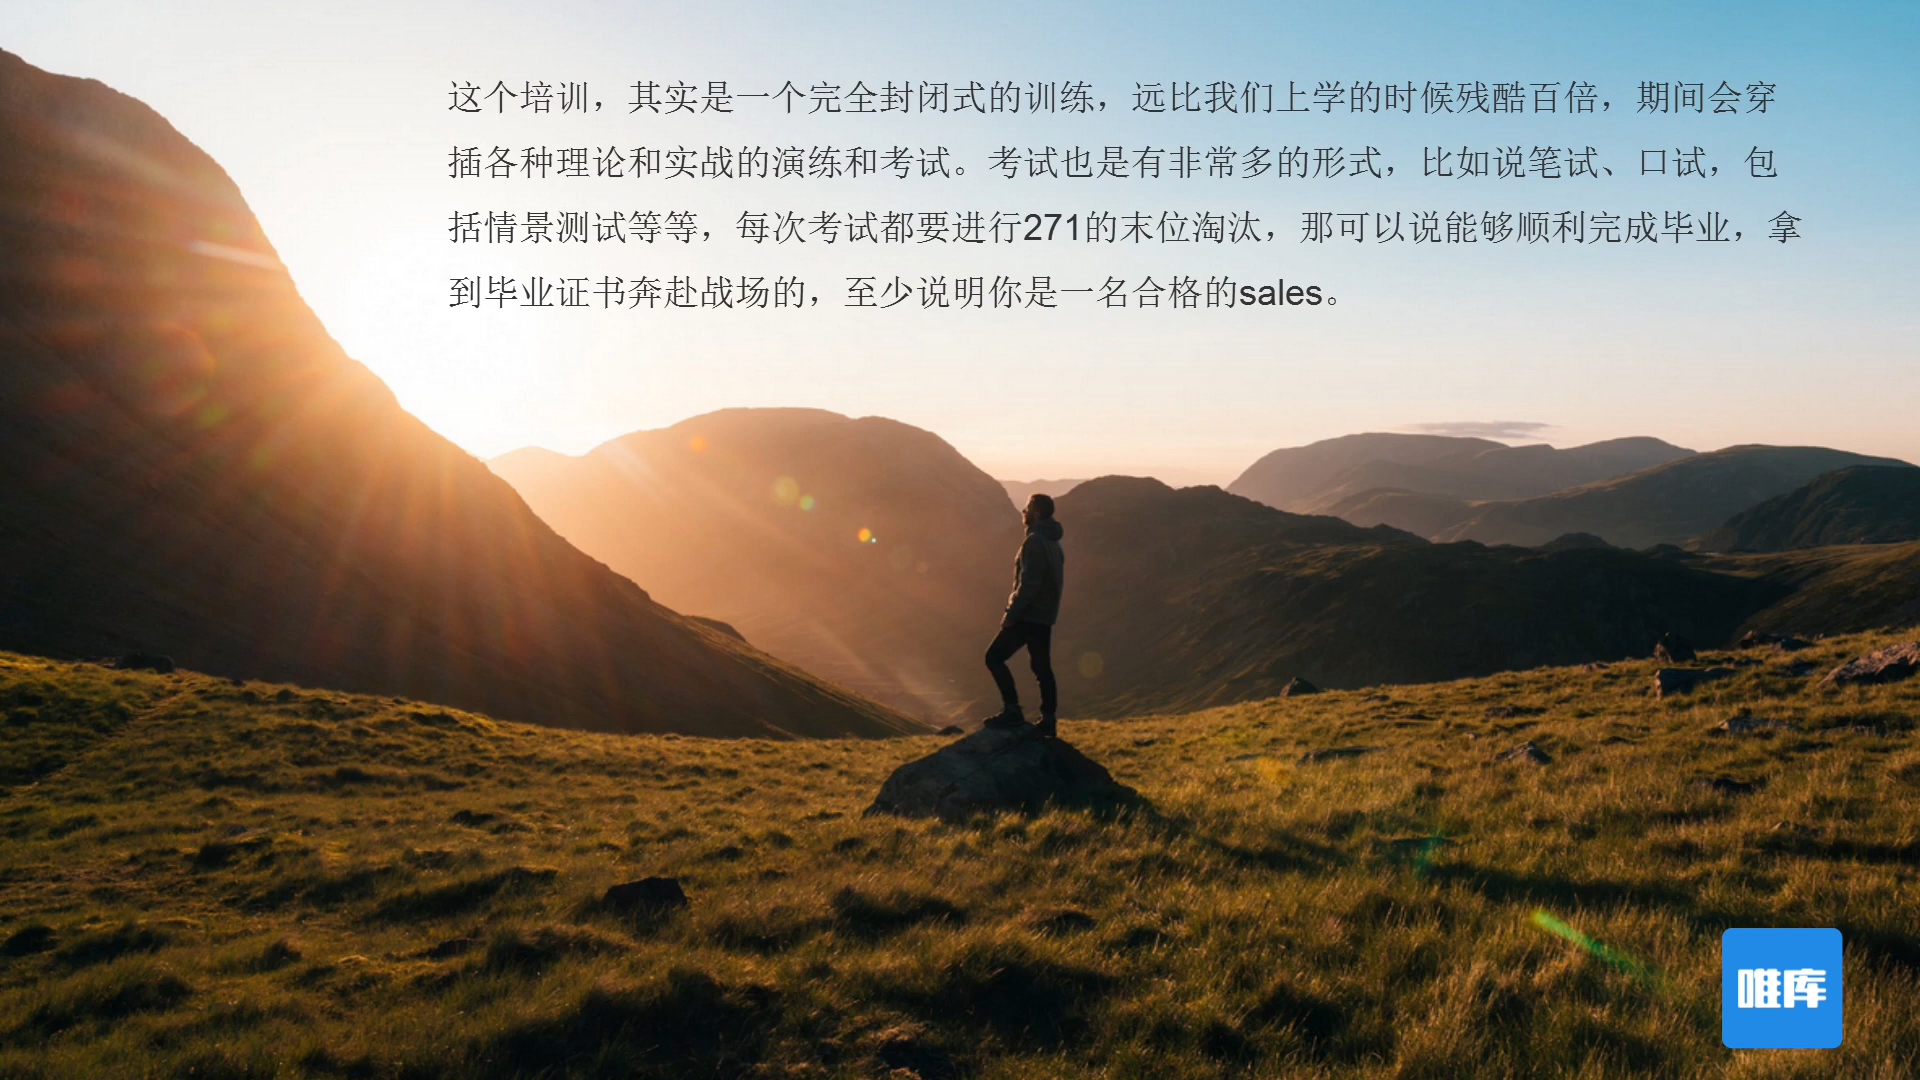 这个培训，其实是一个完全封闭式的训练，远比我们上学的时候残酷百倍，期间会穿
插各种理论和实战的演练和考试。考试也是有非常多的形式，比如说笔试、口试，包
括情景测试等等，每次考试都要进行271的末位淘汰，那可以说能够顺利完成毕业，拿
到毕业证书奔赴战场的，至少说明你是一名合格的sales。
唯库